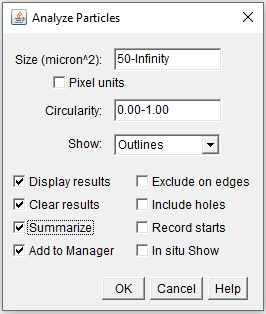 Analyze Particles
Size (micron^2): 50-Infinity
Pixel units
Circularity: 0.00-1.00
Show: Outlines
Display results Exclude on edges
Clear results Include holes
Summarize Record starts
Add to Manager In situ Show
OK Cancel Help